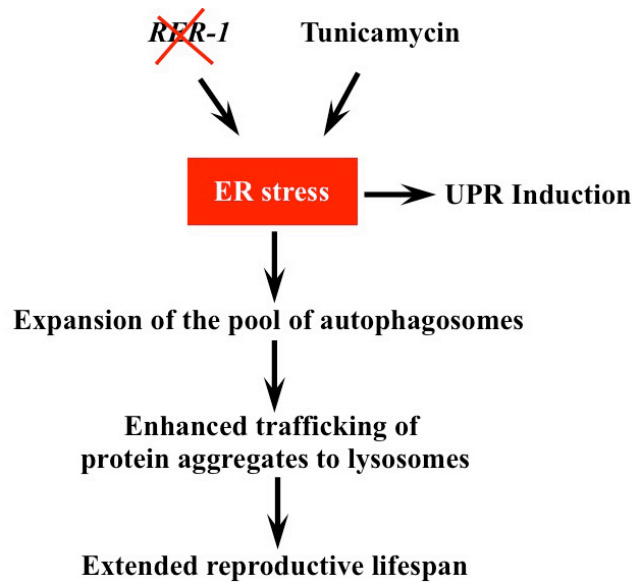 RER-1
Tunicamycin
ER stress
UPR Induction
Expansion of the pool of autophagosomes
Enhanced trafficking of
protein aggregates to lysosomes
Extended reproductive lifespan